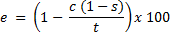 e = (1 − c (1−s)/t) x 100